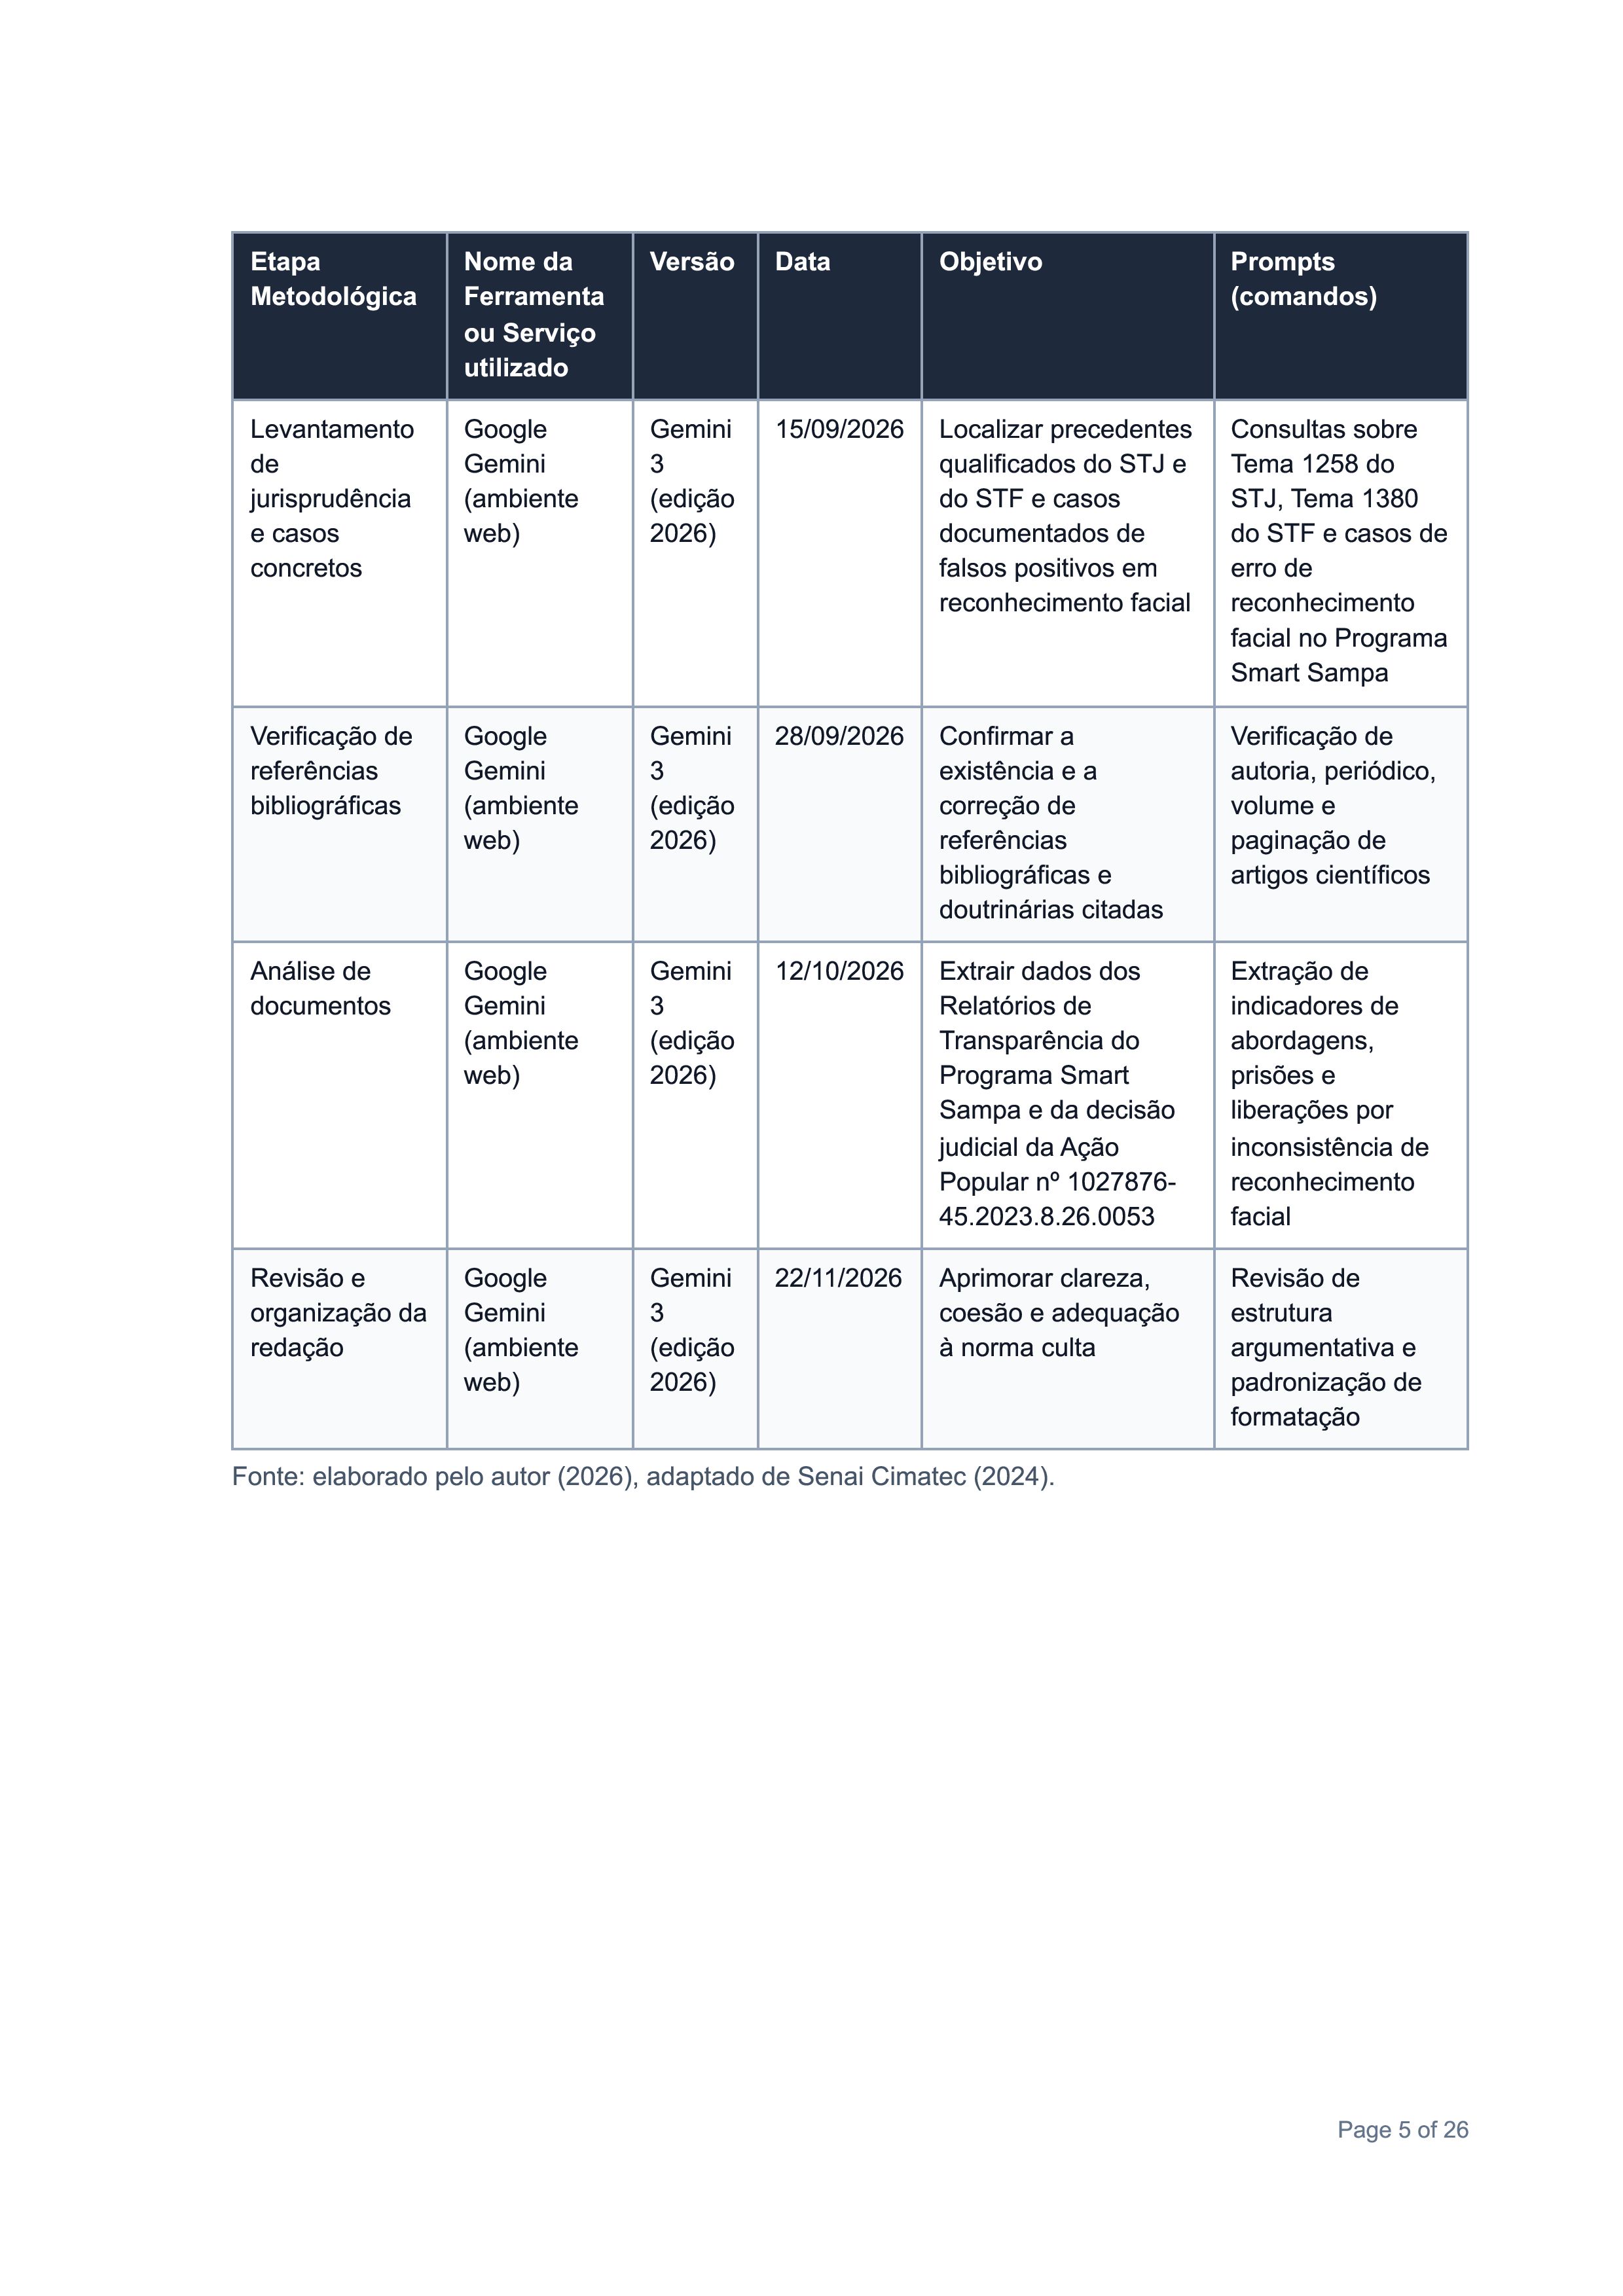 Etapa
Metodológica
Nome da
Ferramenta
ou Serviço
utilizado
Versão
Data
Objetivo
Prompts
(comandos)
Levantamento
de
jurisprudência
e casos
concretos
Google
Gemini
(ambiente
web)
Gemini
3
(edição
2026)
15/09/2026
Localizar precedentes
qualificados do STJ e
do STF e casos
documentados de
falsos positivos em
reconhecimento facial
Consultas sobre
Tema 1258 do
STJ, Tema 1380
do STF e casos de
erro de
reconhecimento
facial no Programa
Smart Sampa
Verificação de
referências
bibliográficas
Google
Gemini
(ambiente
web)
Gemini
3
(edição
2026)
28/09/2026
Confirmar a
existência e a
correção de
referências
bibliográficas e
doutrinárias citadas
Verificação de
autoria, periódico,
volume e
paginação de
artigos científicos
Análise de
documentos
Google
Gemini
(ambiente
web)
Gemini
3
(edição
2026)
12/10/2026
Extrair dados dos
Relatórios de
Transparência do
Programa Smart
Sampa e da decisão
judicial da Ação
Popular nº 1027876-
45.2023.8.26.0053
Extração de
indicadores de
abordagens,
prisões e
liberações por
inconsistência de
reconhecimento
facial
Revisão e
organização da
redação
Google
Gemini
(ambiente
web)
Gemini
3
(edição
2026)
22/11/2026
Aprimorar clareza,
coesão e adequação
à norma culta
Revisão de
estrutura
argumentativa e
padronização de
formatação
Fonte: elaborado pelo autor (2026), adaptado de Senai Cimatec (2024).
Page 5 of 26